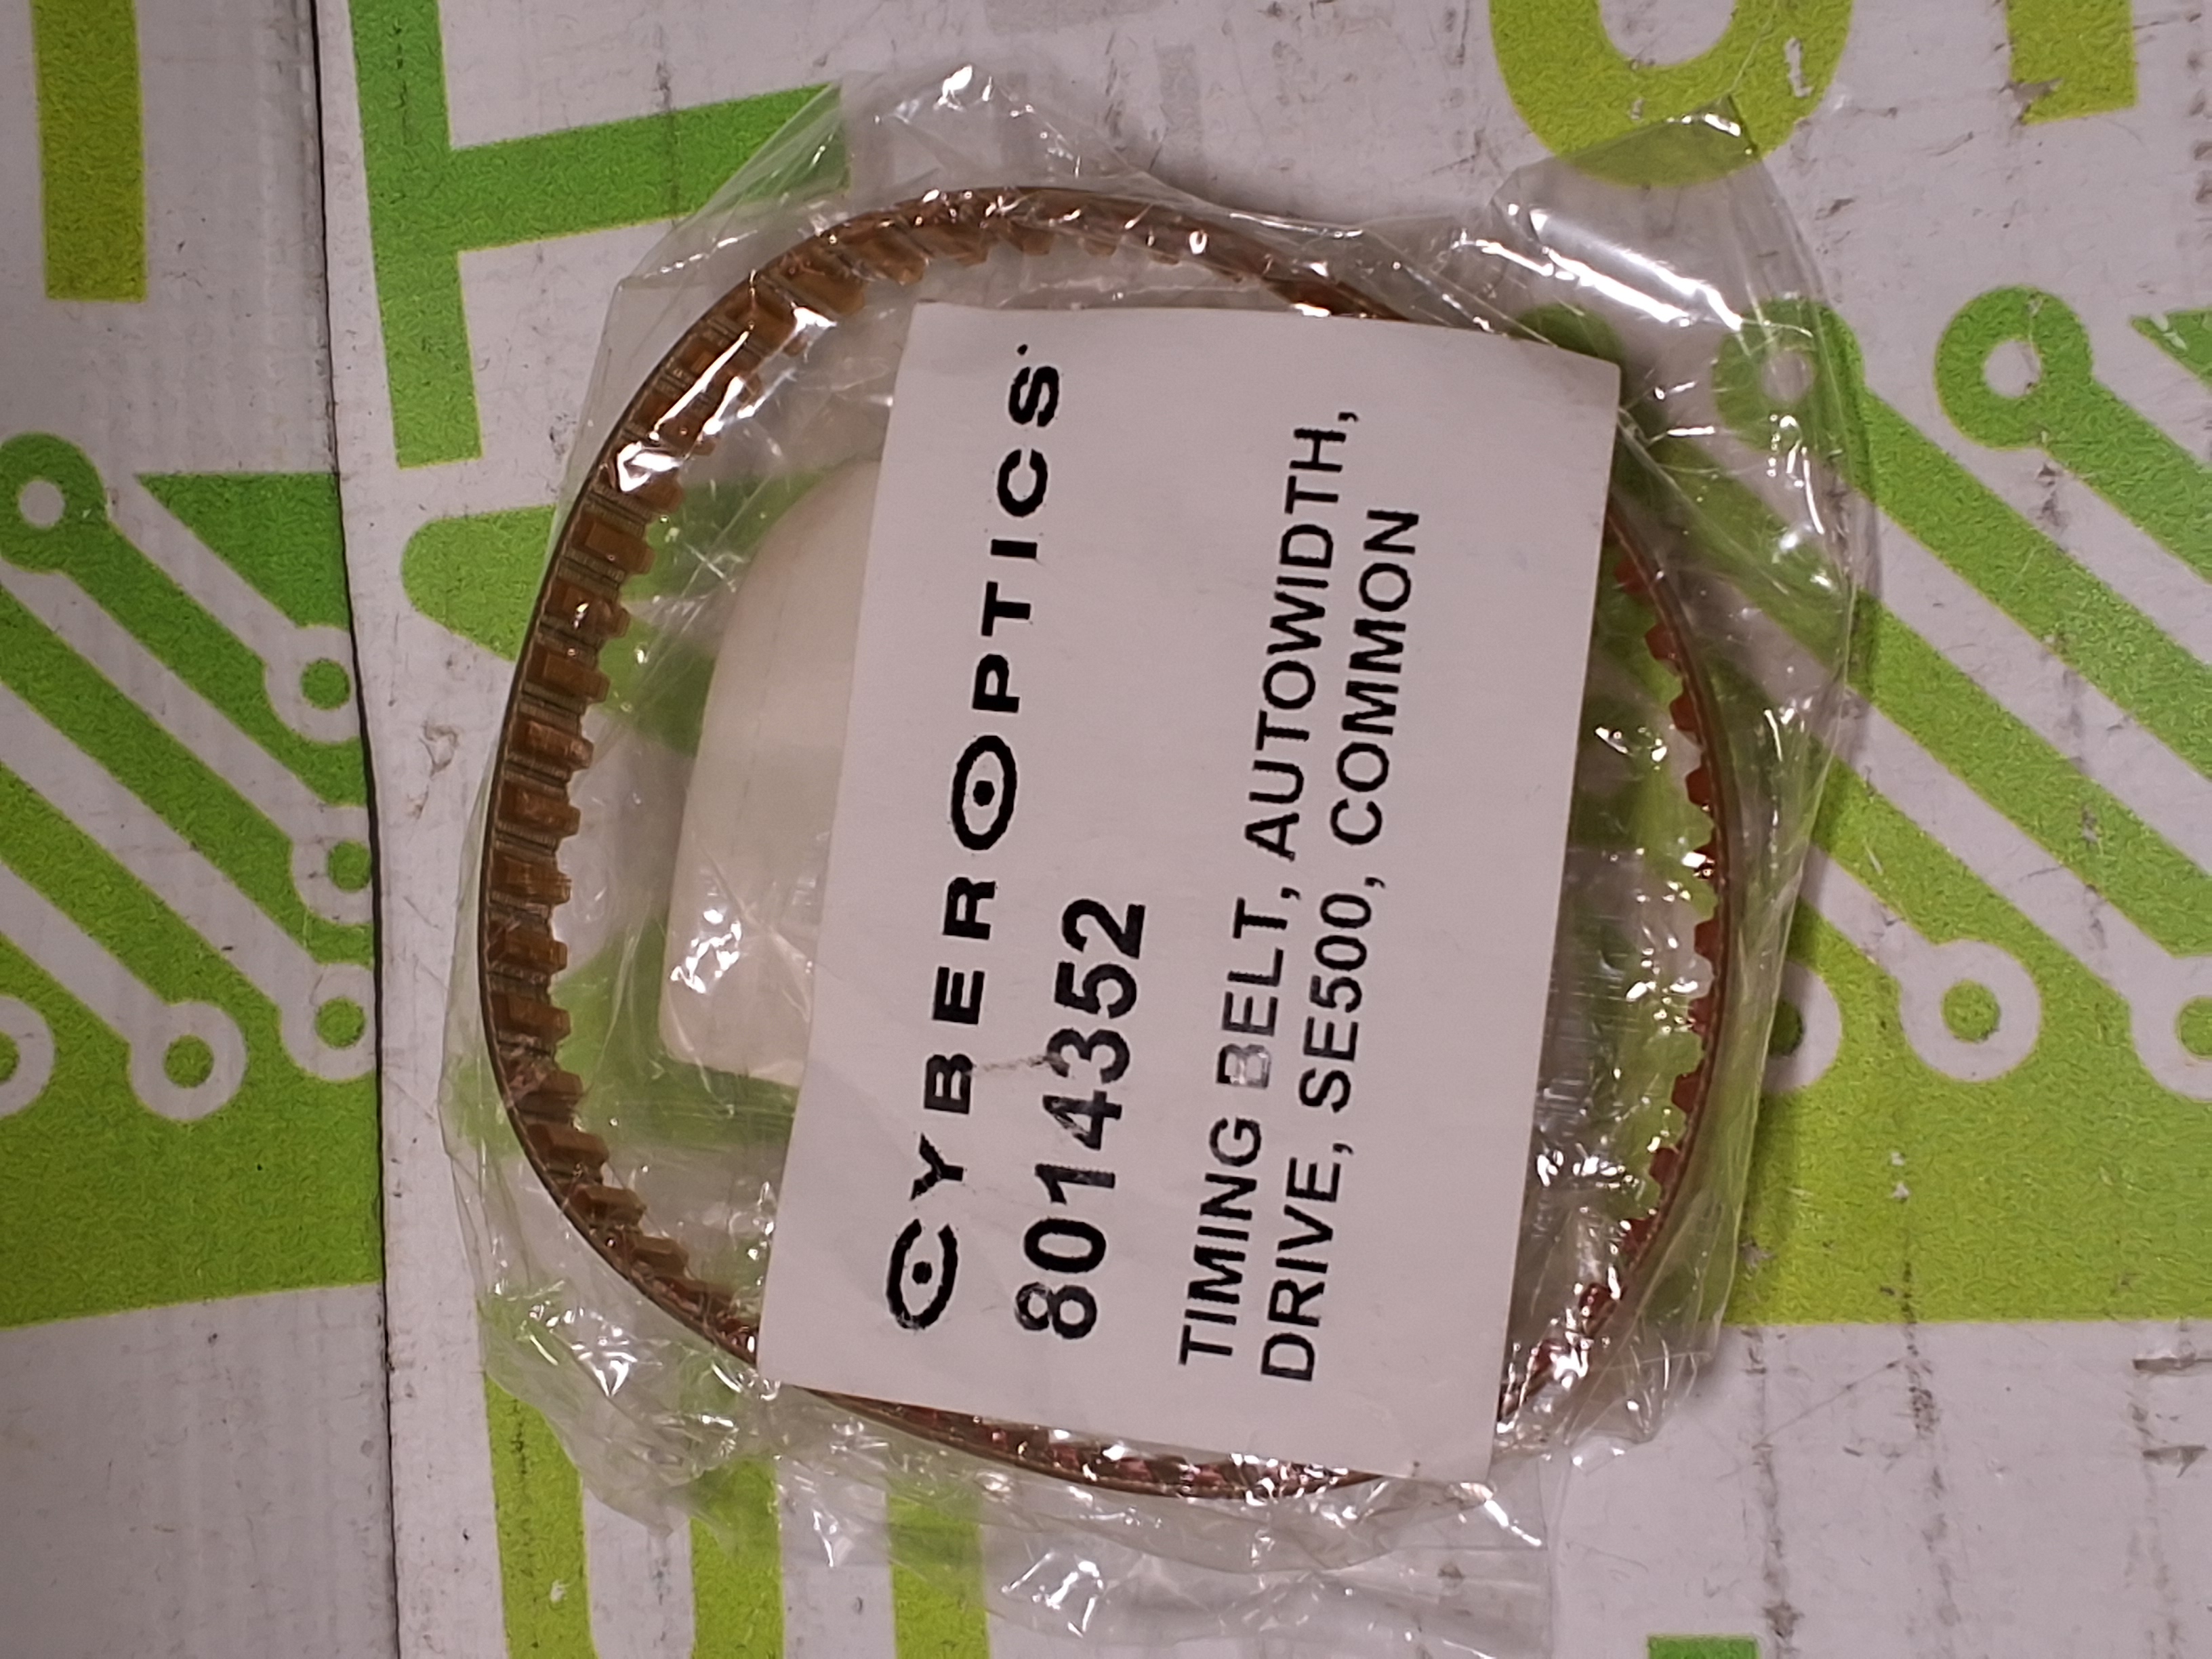 CYBEROPTICS
8014352
TIMING BELT, AUTOWIDTH,
DRIVE, SE500, COMMON